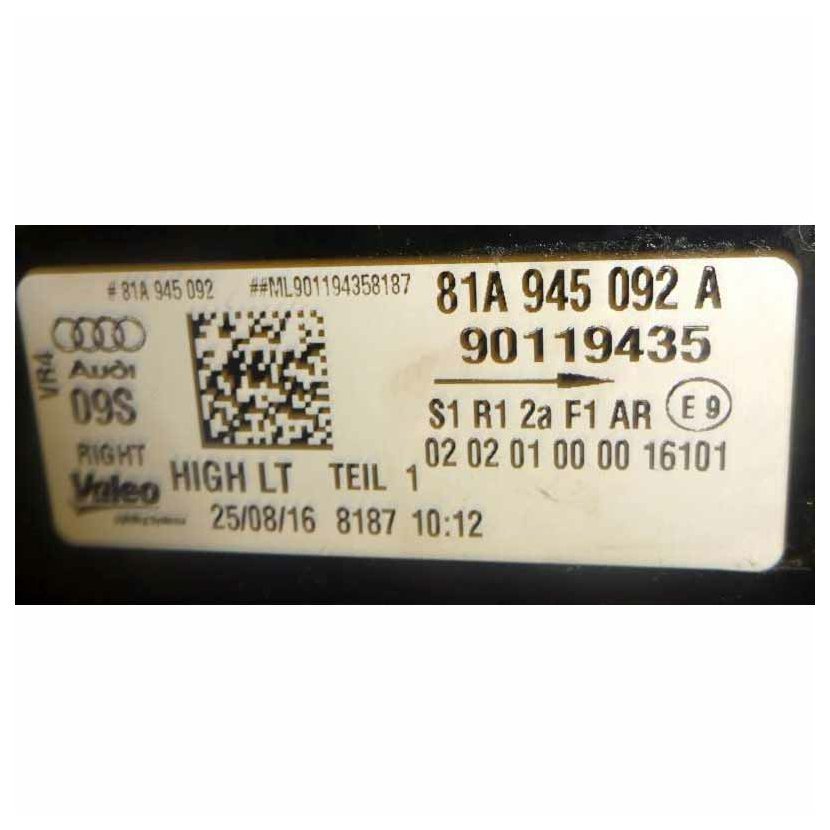 # 81A 945 092 ##ML901194358187 81A 945 092 A
90119435
VR4
Audi
09S
S1 R1 2a F1 AR E 9
RIGHT
HIGH LT TEIL 1 02 02 01 00 00 16101
Valeo
25/08/16 8187 10:12